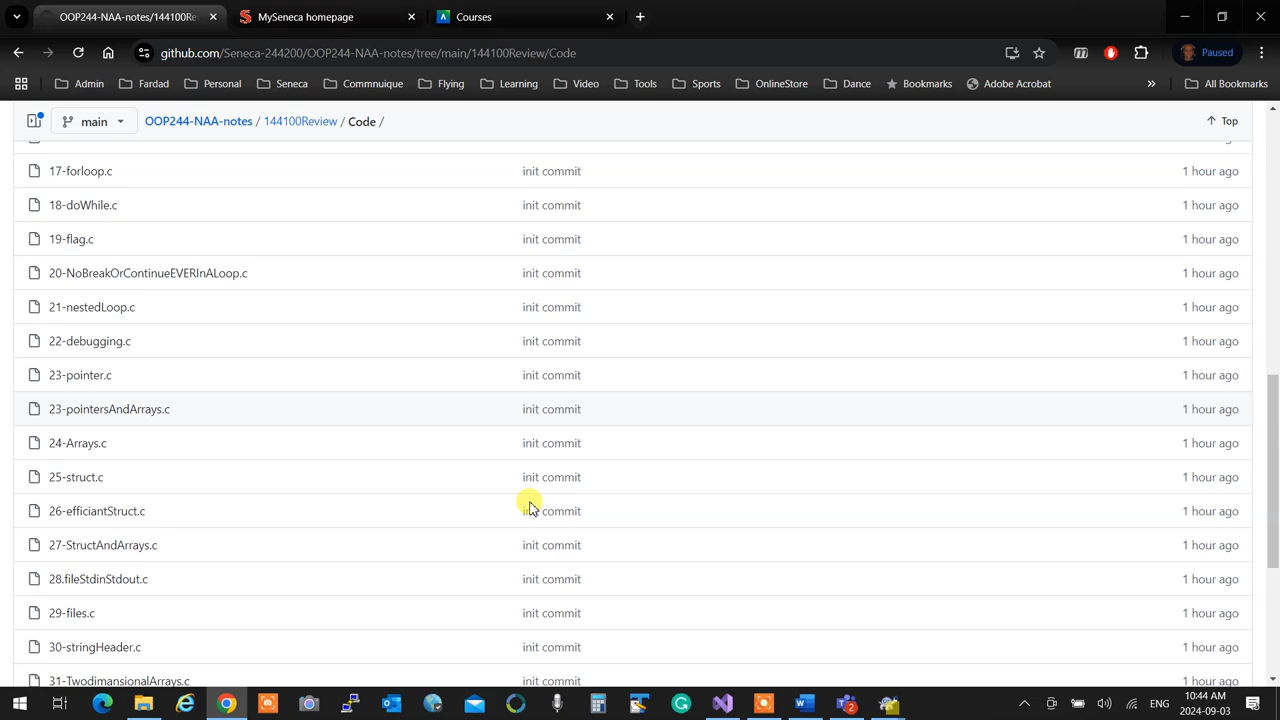 OOP244-NAA-notes/144100Re
MySeneca homepage
Courses
github.com/Seneca-244200/OOP244-NAA-notes/tree/main/144100Review/Code
Paused
Admin
Fardad
Personal
Seneca
Commnuique
Flying
Learning
Video
Tools
Sports
OnlineStore
Dance
Bookmarks
Adobe Acrobat
All Bookmarks
main
OOP244-NAA-notes / 144100Review / Code /
Top
17-forloop.c init commit 1 hour ago
18-doWhile.c init commit 1 hour ago
19-flag.c init commit 1 hour ago
20-NoBreakOrContinueEVERInALoop.c init commit 1 hour ago
21-nestedLoop.c init commit 1 hour ago
22-debugging.c init commit 1 hour ago
23-pointer.c init commit 1 hour ago
23-pointersAndArrays.c init commit 1 hour ago
24-Arrays.c init commit 1 hour ago
25-struct.c init commit 1 hour ago
26-efficiantStruct.c init commit 1 hour ago
27-StructAndArrays.c init commit 1 hour ago
28.fileStdinStdout.c init commit 1 hour ago
29-files.c init commit 1 hour ago
30-stringHeader.c init commit 1 hour ago
31-TwodimansionalArrays.c init commit 1 hour ago
ENG
10:44 AM
2024-09-03